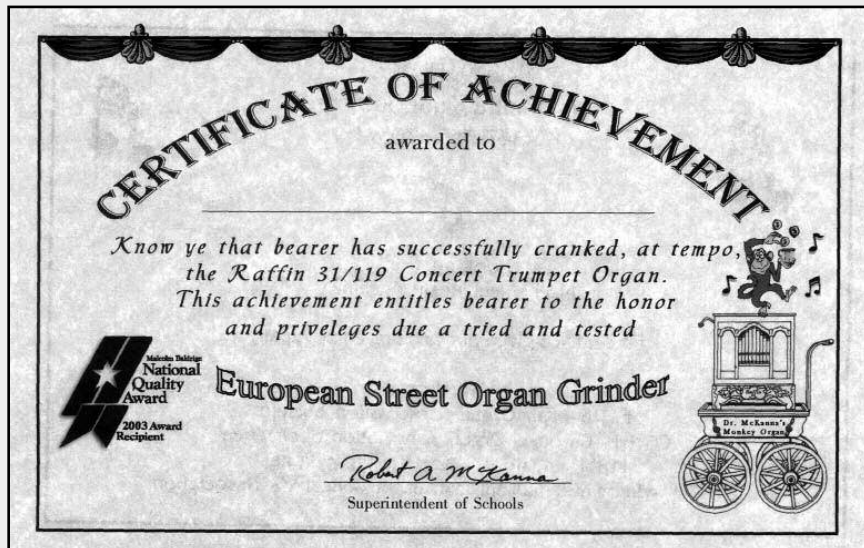 CERTIFICATE OF ACHIEVEMENT
awarded to
Know ye that bearer has successfully cranked, at tempo,
the Raffin 31/119 Concert Trumpet Organ.
This achievement entitles bearer to the honor
and priveleges due a tried and tested
European Street Organ Grinder
Malcolm Baldrige
National
Quality
Award
2003 Award
Recipient
Dr. McKanna's
Monkey Organ
Robert A McKanna
Superintendent of Schools